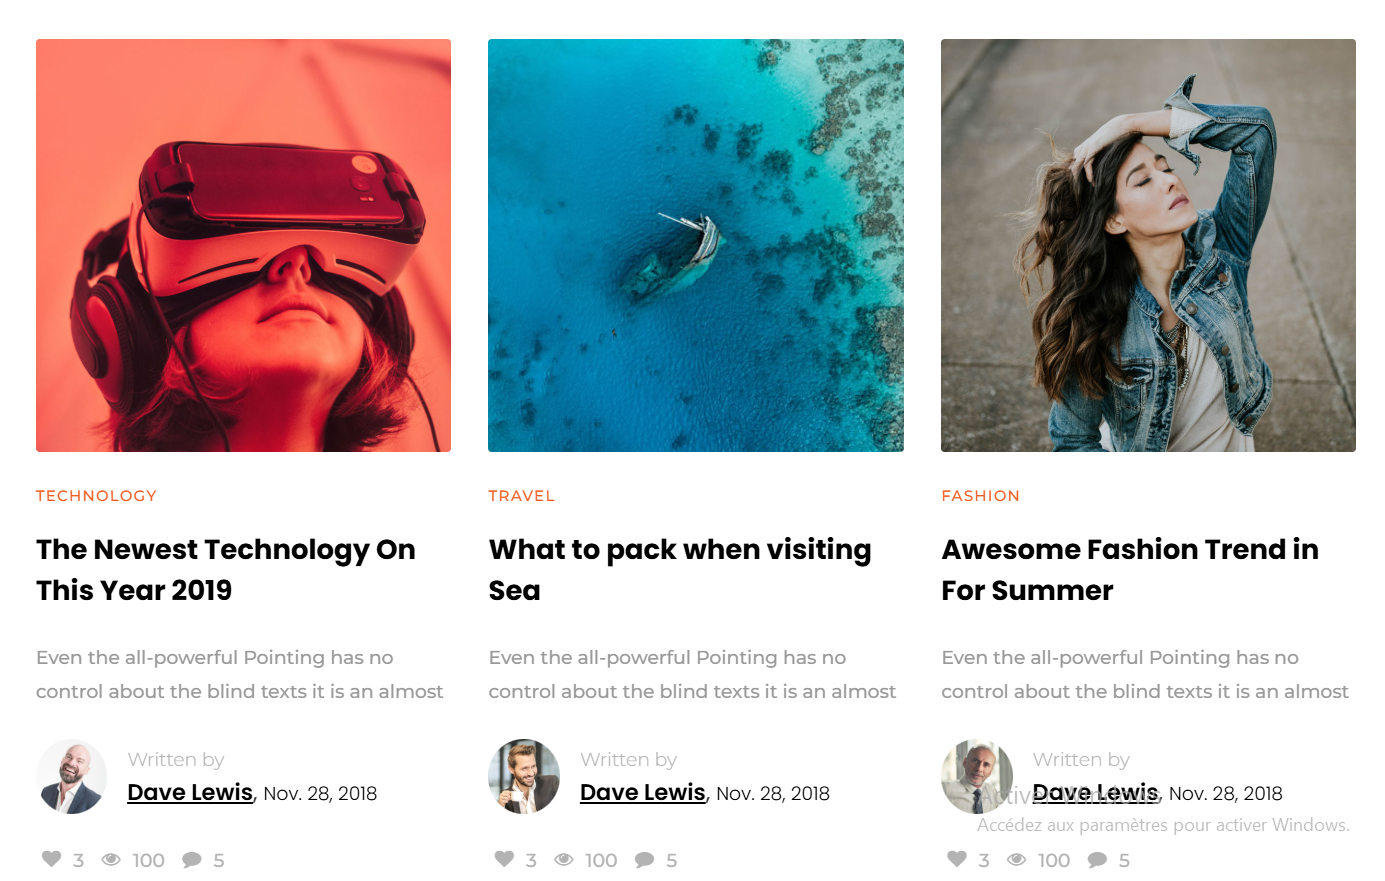 TECHNOLOGY
The Newest Technology On
This Year 2019
Even the all-powerful Pointing has no
control about the blind texts it is an almost
Written by
Dave Lewis, Nov. 28, 2018
3 100 5
TRAVEL
What to pack when visiting
Sea
Even the all-powerful Pointing has no
control about the blind texts it is an almost
Written by
Dave Lewis, Nov. 28, 2018
3 100 5
FASHION
Awesome Fashion Trend in
For Summer
Even the all-powerful Pointing has no
control about the blind texts it is an almost
Written by
Dave Lewis, Nov. 28, 2018
Activer Windows
Accédez aux paramètres pour activer Windows.
3 100 5